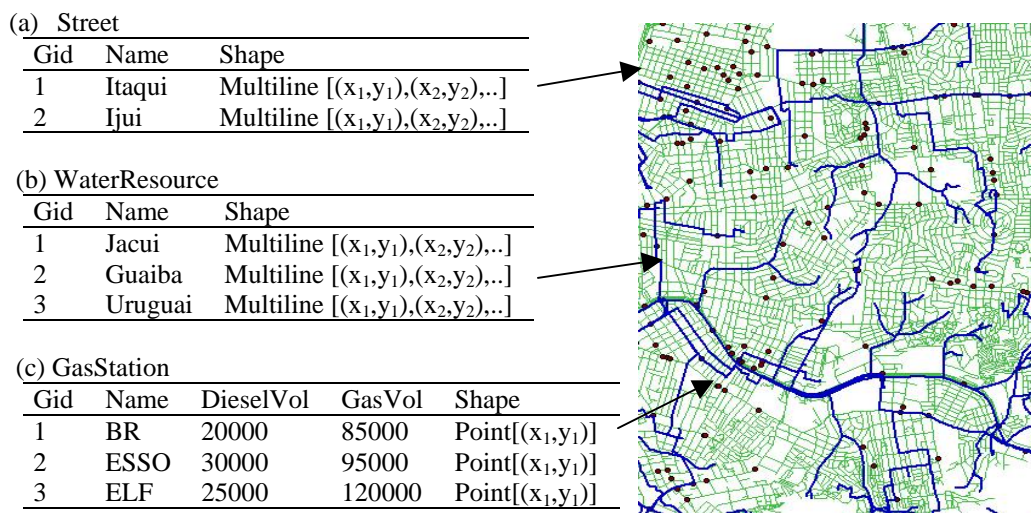 (a) Street
Gid Name Shape
1 Itaqui Multiline [(x₁,y₁),(x₂,y₂),..]
2 Ijui Multiline [(x₁,y₁),(x₂,y₂),..]
(b) WaterResource
Gid Name Shape
1 Jacui Multiline [(x₁,y₁),(x₂,y₂),..]
2 Guaiba Multiline [(x₁,y₁),(x₂,y₂),..]
3 Uruguai Multiline [(x₁,y₁),(x₂,y₂),..]
(c) GasStation
Gid Name DieselVol GasVol Shape
1 BR 20000 85000 Point[(x₁,y₁)]
2 ESSO 30000 95000 Point[(x₁,y₁)]
3 ELF 25000 120000 Point[(x₁,y₁)]